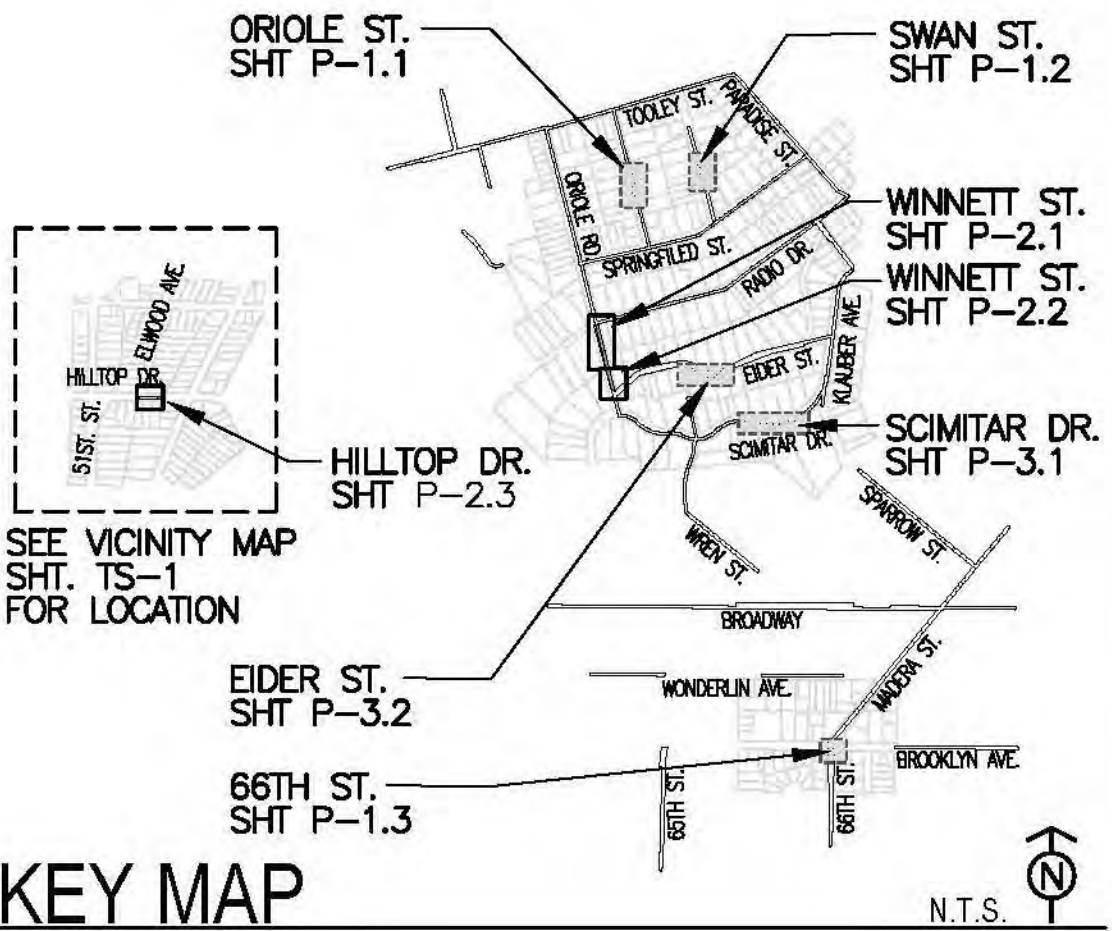 ORIOLE ST.
SHT P-1.1
SWAN ST.
SHT P-1.2
TOOLEY ST.
PARADISE ST.
ORIOLE RD
SPRINGFILED ST.
RADIO DR.
WINNETT ST.
SHT P-2.1
WINNETT ST.
SHT P-2.2
KLAUBER AVE.
EIDER ST.
ELWOOD AVE.
HILLTOP DR.
51ST. ST.
HILLTOP DR.
SHT P-2.3
SCIMITAR DR.
SCIMITAR DR.
SHT P-3.1
SEE VICINITY MAP
SHT. TS-1
FOR LOCATION
SPARROW ST.
WREN ST.
BROADWAY
EIDER ST.
SHT P-3.2
WONDERLIN AVE.
MADERA ST.
66TH ST.
SHT P-1.3
65TH ST.
66TH ST.
BROOKLYN AVE.
KEY MAP
N.T.S.
N